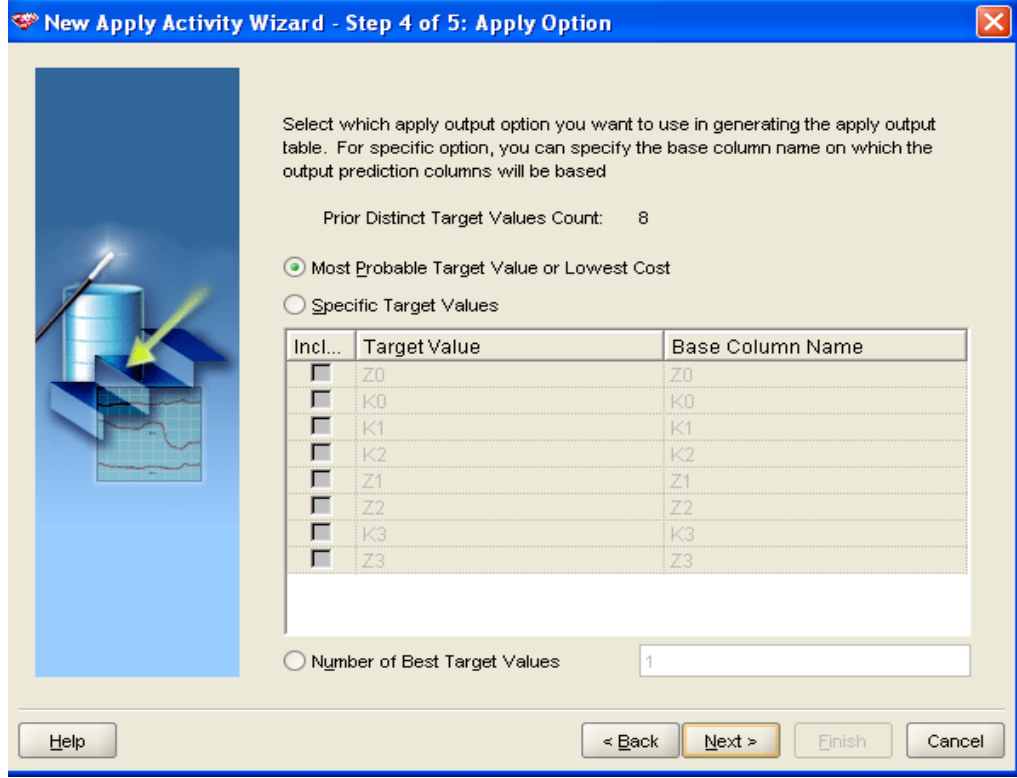 New Apply Activity Wizard - Step 4 of 5: Apply Option
Select which apply output option you want to use in generating the apply output
table. For specific option, you can specify the base column name on which the
output prediction columns will be based
Prior Distinct Target Values Count: 8
Most Probable Target Value or Lowest Cost
Specific Target Values
Incl... Target Value Base Column Name
Z0 Z0
K0 K0
K1 K1
K2 K2
Z1 Z1
Z2 Z2
K3 K3
Z3 Z3
Number of Best Target Values 1
Help < Back Next > Finish Cancel